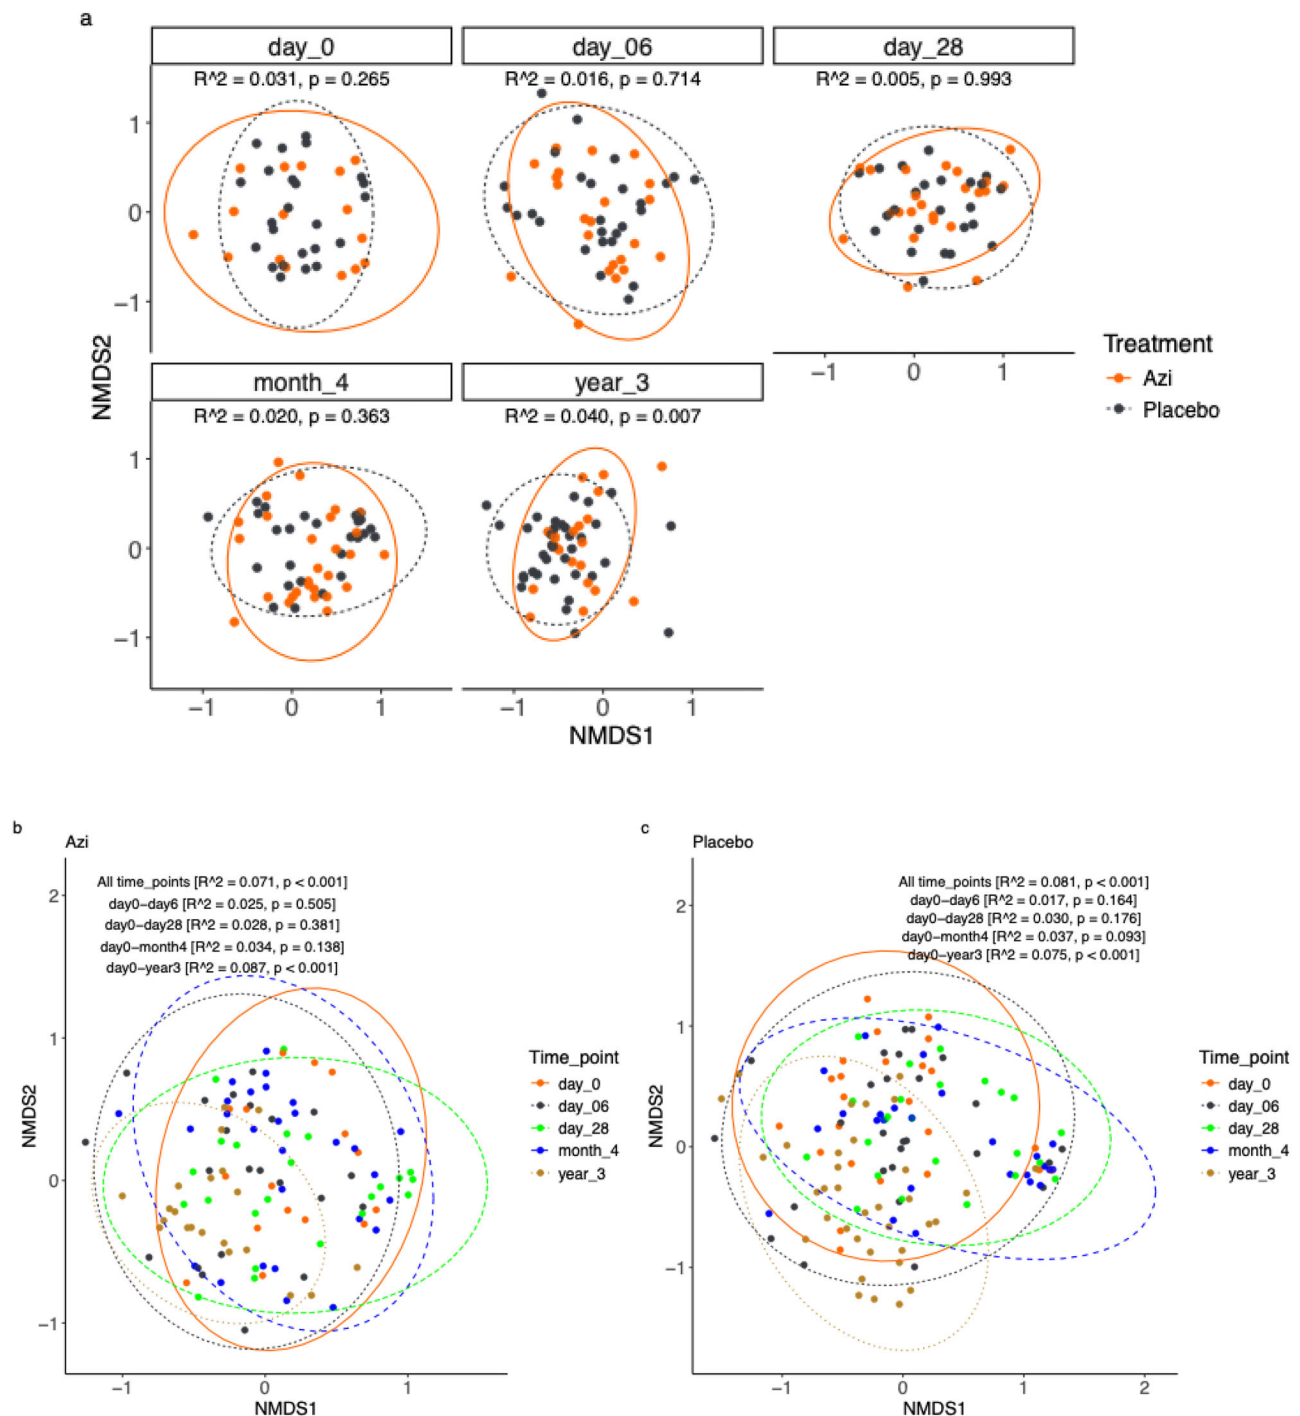 a
day_0
day_06
day_28
R^2 = 0.031, p = 0.265
R^2 = 0.016, p = 0.714
R^2 = 0.005, p = 0.993
1
0
−1
−1
0
1
month_4
year_3
R^2 = 0.020, p = 0.363
R^2 = 0.040, p = 0.007
1
0
−1
−1
0
1
−1
0
1
NMDS2
NMDS1
Treatment
Azi
Placebo
b
Azi
All time_points [R^2 = 0.071, p < 0.001]
day0−day6 [R^2 = 0.025, p = 0.505]
day0−day28 [R^2 = 0.028, p = 0.381]
day0−month4 [R^2 = 0.034, p = 0.138]
day0−year3 [R^2 = 0.087, p < 0.001]
2
1
0
−1
−1
0
1
NMDS2
NMDS1
Time_point
day_0
day_06
day_28
month_4
year_3
c
Placebo
All time_points [R^2 = 0.081, p < 0.001]
day0−day6 [R^2 = 0.017, p = 0.164]
day0−day28 [R^2 = 0.030, p = 0.176]
day0−month4 [R^2 = 0.037, p = 0.093]
day0−year3 [R^2 = 0.075, p < 0.001]
2
1
0
−1
−1
0
1
2
NMDS2
NMDS1
Time_point
day_0
day_06
day_28
month_4
year_3